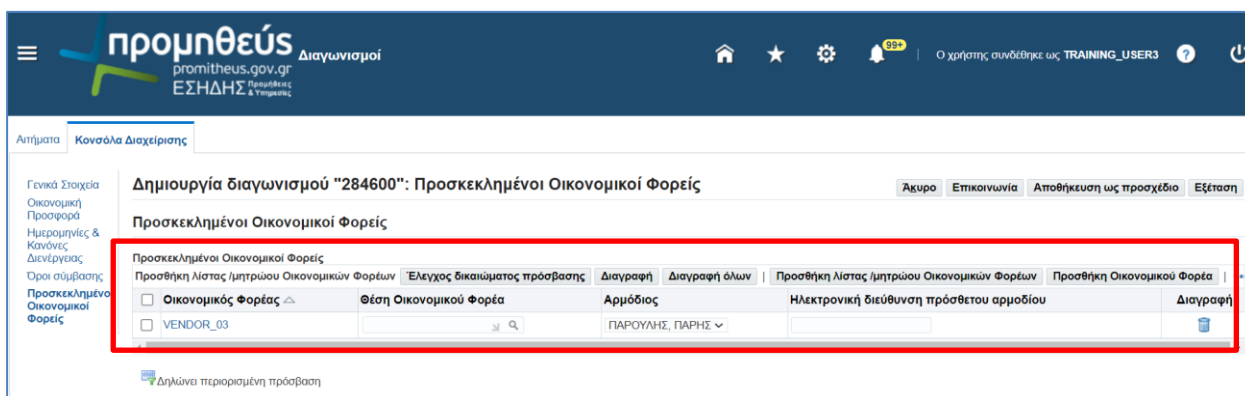 προμηθεύς Διαγωνισμοί
promitheus.gov.gr
ΕΣΗΔΗΣ Προμήθειες & Υπηρεσίες
99+
Ο χρήστης συνδέθηκε ως TRAINING_USER3 ?
Αιτήματα Κονσόλα Διαχείρισης
Γενικά Στοιχεία
Οικονομική Προσφορά
Ημερομηνίες & Κανόνες Διενέργειας
Όροι σύμβασης
Προσκεκλημένο Οικονομικοί Φορείς
Δημιουργία διαγωνισμού "284600": Προσκεκλημένοι Οικονομικοί Φορείς
Άκυρο Επικοινωνία Αποθήκευση ως προσχέδιο Εξέταση
Προσκεκλημένοι Οικονομικοί Φορείς
Προσκεκλημένοι Οικονομικοί Φορείς
Προσθήκη λίστας /μητρώου Οικονομικών Φορέων Έλεγχος δικαιώματος πρόσβασης Διαγραφή Διαγραφή όλων | Προσθήκη λίστας /μητρώου Οικονομικών Φορέων Προσθήκη Οικονομικού Φορέα |
Οικονομικός Φορέας Θέση Οικονομικού Φορέα Αρμόδιος Ηλεκτρονική διεύθυνση πρόσθετου αρμοδίου Διαγραφή
VENDOR_03 ΠΑΡΟΥΛΗΣ, ΠΑΡΗΣ
Δηλώνει περιορισμένη πρόσβαση